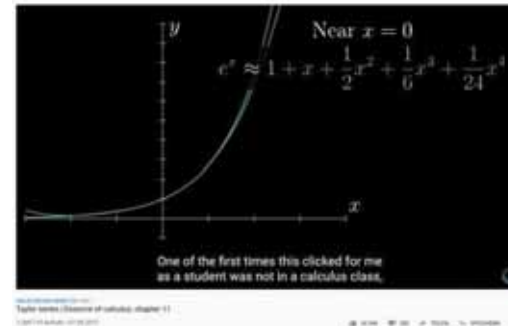 y
Near x = 0
e^x ≈ 1 + x + 1/2 x^2 + 1/6 x^3 + 1/24 x^4
x
One of the first times this clicked for me
as a student was not in a calculus class,
Taylor series | Essence of calculus, chapter 11